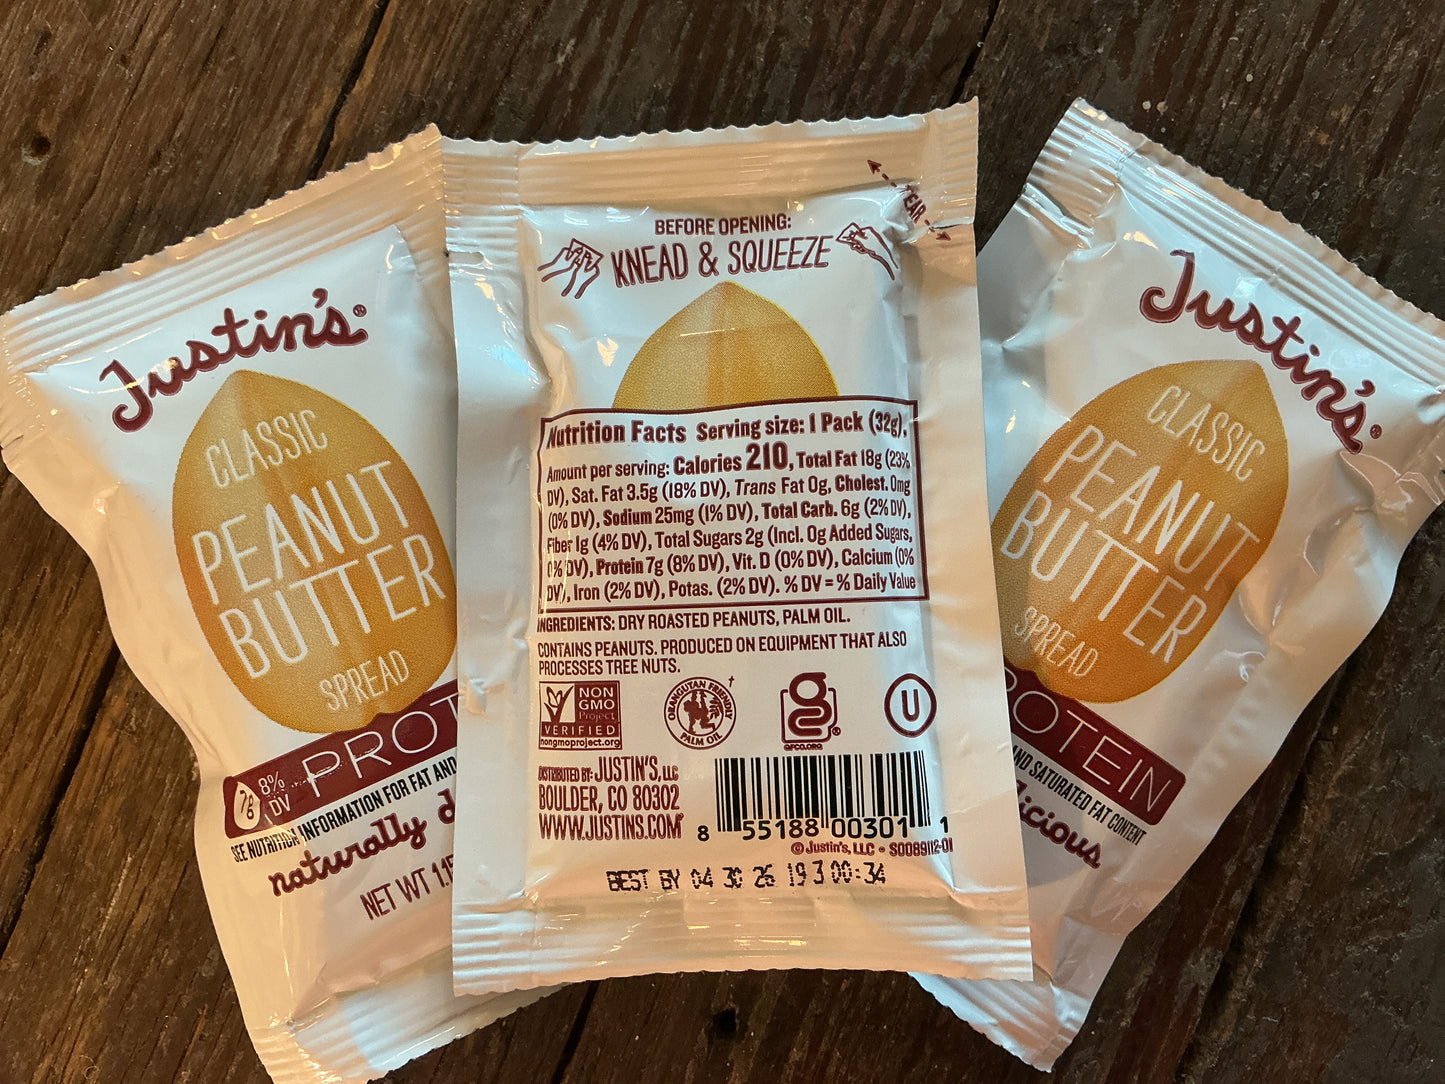 Justin's®
CLASSIC
PEANUT
BUTTER
SPREAD
7g
8%
DV
SEE NUTRITION INFORMATION FOR FAT AND
naturally
NET WT 1.15
BEFORE OPENING:
KNEAD & SQUEEZE
TEAR
Nutrition Facts Serving size: 1 Pack (32g),
Amount per serving: Calories 210, Total Fat 18g (23%
DV), Sat. Fat 3.5g (18% DV), Trans Fat 0g, Cholest. 0mg
(0% DV), Sodium 25mg (1% DV), Total Carb. 6g (2% DV),
Fiber 1g (4% DV), Total Sugars 2g (Incl. 0g Added Sugars,
0% DV), Protein 7g (8% DV), Vit. D (0% DV), Calcium (0%
DV), Iron (2% DV), Potas. (2% DV). % DV = % Daily Value
INGREDIENTS: DRY ROASTED PEANUTS, PALM OIL.
CONTAINS PEANUTS. PRODUCED ON EQUIPMENT THAT ALSO
PROCESSES TREE NUTS.
NON
GMO
Project
VERIFIED
nongmoproject.org
ORANGUTAN FRIENDLY†
PALM OIL
GFCO.ORG
U
DISTRIBUTED BY: JUSTIN'S, LLC
BOULDER, CO 80302
WWW.JUSTINS.COM®
8 55188 00301 1
© Justin's, LLC • S0089112-01
BEST BY 04 30 26 19 3 00:34
Justin's®
CLASSIC
PEANUT
BUTTER
SPREAD
OTEIN
AND SATURATED FAT CONTENT
icious